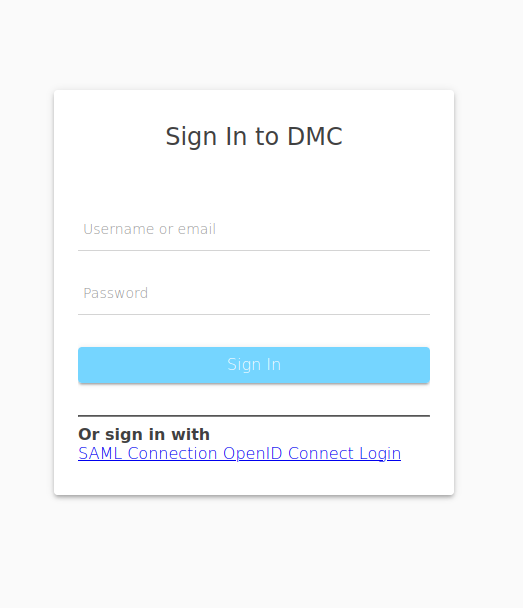 Sign In to DMC
Username or email
Password
Sign In
Or sign in with
SAML Connection OpenID Connect Login